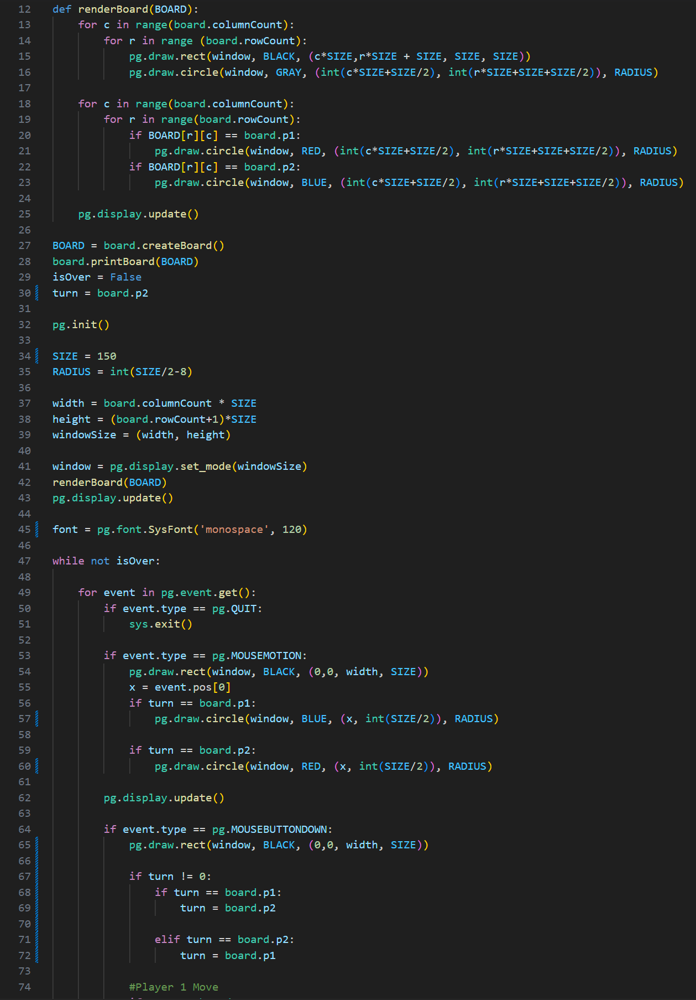 12 def renderBoard(BOARD):
13     for c in range(board.columnCount):
14         for r in range (board.rowCount):
15             pg.draw.rect(window, BLACK, (c*SIZE,r*SIZE + SIZE, SIZE, SIZE))
16             pg.draw.circle(window, GRAY, (int(c*SIZE+SIZE/2), int(r*SIZE+SIZE+SIZE/2)), RADIUS)
17
18     for c in range(board.columnCount):
19         for r in range(board.rowCount):
20             if BOARD[r][c] == board.p1:
21                 pg.draw.circle(window, RED, (int(c*SIZE+SIZE/2), int(r*SIZE+SIZE+SIZE/2)), RADIUS)
22             if BOARD[r][c] == board.p2:
23                 pg.draw.circle(window, BLUE, (int(c*SIZE+SIZE/2), int(r*SIZE+SIZE+SIZE/2)), RADIUS)
24
25     pg.display.update()
26
27 BOARD = board.createBoard()
28 board.printBoard(BOARD)
29 isOver = False
30 turn = board.p2
31
32 pg.init()
33
34 SIZE = 150
35 RADIUS = int(SIZE/2-8)
36
37 width = board.columnCount * SIZE
38 height = (board.rowCount+1)*SIZE
39 windowSize = (width, height)
40
41 window = pg.display.set_mode(windowSize)
42 renderBoard(BOARD)
43 pg.display.update()
44
45 font = pg.font.SysFont('monospace', 120)
46
47 while not isOver:
48
49     for event in pg.event.get():
50         if event.type == pg.QUIT:
51             sys.exit()
52
53         if event.type == pg.MOUSEMOTION:
54             pg.draw.rect(window, BLACK, (0,0, width, SIZE))
55             x = event.pos[0]
56             if turn == board.p1:
57                 pg.draw.circle(window, BLUE, (x, int(SIZE/2)), RADIUS)
58
59             if turn == board.p2:
60                 pg.draw.circle(window, RED, (x, int(SIZE/2)), RADIUS)
61
62         pg.display.update()
63
64         if event.type == pg.MOUSEBUTTONDOWN:
65             pg.draw.rect(window, BLACK, (0,0, width, SIZE))
66
67             if turn != 0:
68                 if turn == board.p1:
69                     turn = board.p2
70
71                 elif turn == board.p2:
72                     turn = board.p1
73
74             #Player 1 Move